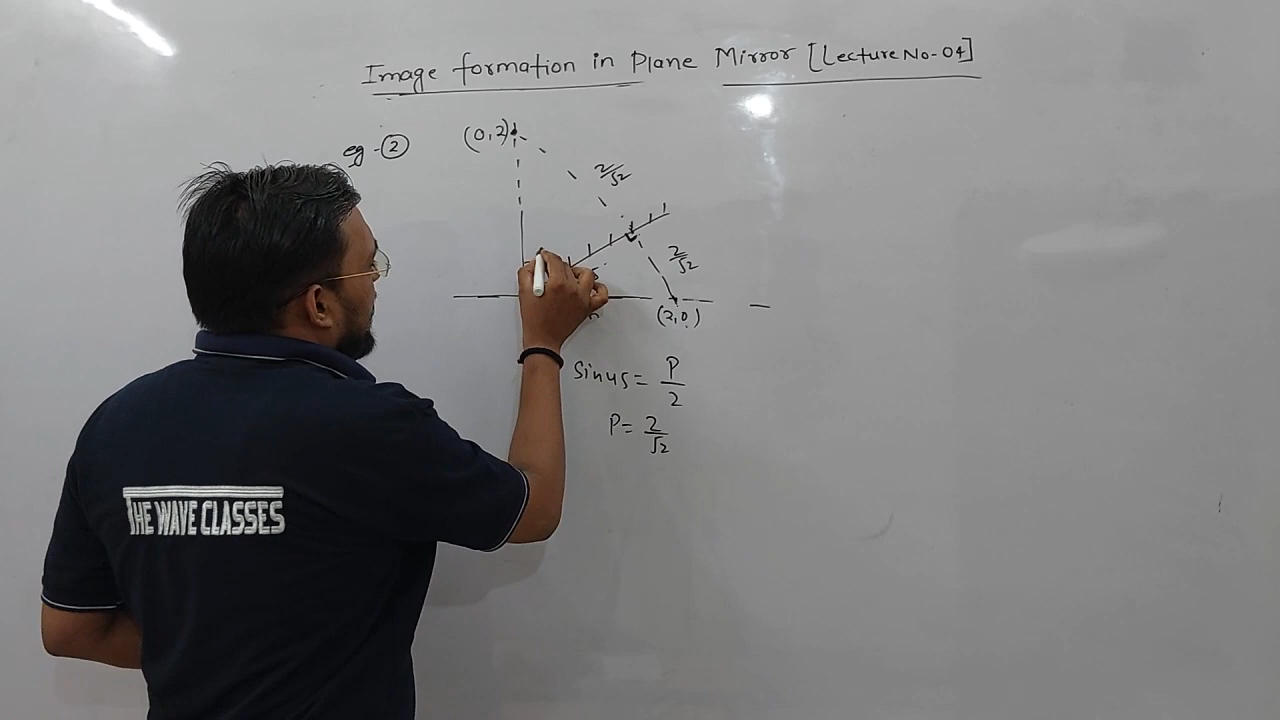 Image formation in Plane Mirror [Lecture No-04]
eg-②
(0,2)
2/√2
2/√2
(2,0)
Sin45 = P/2
P = 2/√2
THE WAVE CLASSES